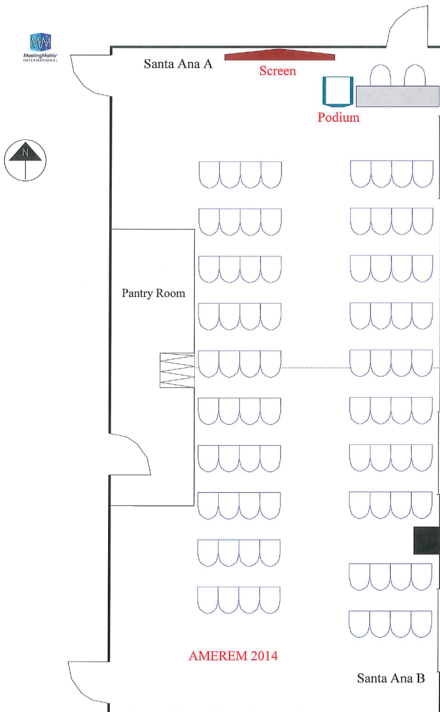 MeetingMatrix
INTERNATIONAL
Santa Ana A
Screen
Podium
N
Pantry Room
AMEREM 2014
Santa Ana B